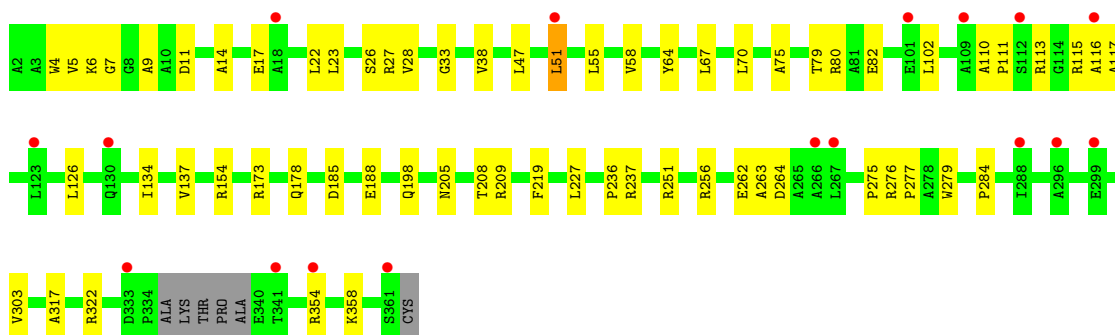 A2 A3 W4 V5 K6 G7 G8 A9 A10 D11 A14 E17 A18 L22 L23 S26 R27 V28 G33 V38 L47 L51 L55 V58 Y64 L67 L70 A75 T79 R80 A81 E82 E101 L102 A109 A110 P111 S112 R113 G114 R115 A116 A117
L123 L126 Q130 I134 V137 R154 R173 Q178 D185 E188 Q198 N205 T208 R209 F219 L227 P236 R237 R251 R256 E262 A263 D264 A265 A266 L267 P275 R276 P277 A278 W279 P284 I288 A296 E299
V303 A317 R322 D333 P334 ALA LYS THR PRO ALA E340 T341 R354 K358 S361 CYS